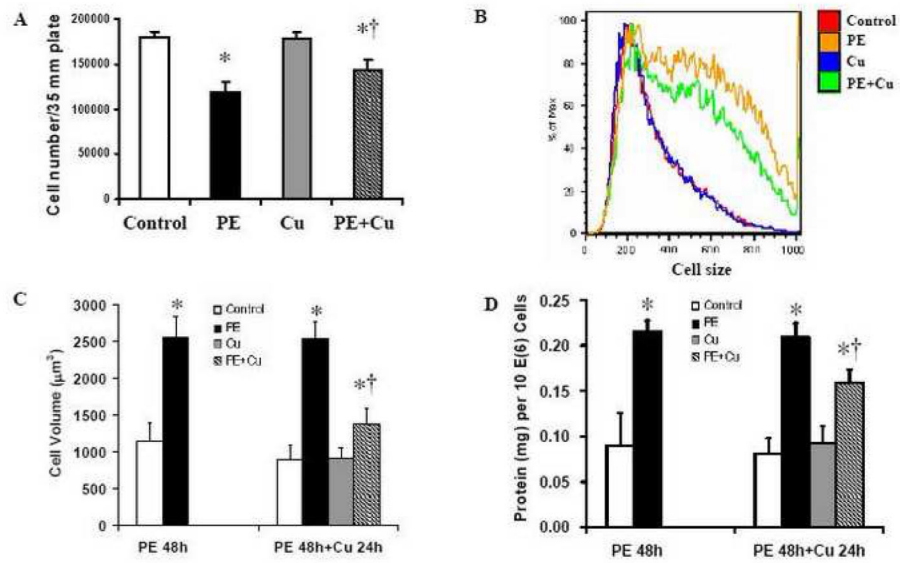 A
Cell number/35 mm plate
200000
150000
100000
50000
0
*
*†
Control PE Cu PE+Cu
B
% of Max
100
80
60
40
20
0
0 200 400 600 800 1000
Cell size
Control
PE
Cu
PE+Cu
C
Cell Volume (μm³)
3000
2500
2000
1500
1000
500
0
*
*
*†
Control
PE
Cu
PE+Cu
PE 48h PE 48h+Cu 24h
D
Protein (mg) per 10 E(6) Cells
0.25
0.20
0.15
0.10
0.05
0.00
*
*
*†
Control
PE
Cu
PE+Cu
PE 48h PE 48h+Cu 24h